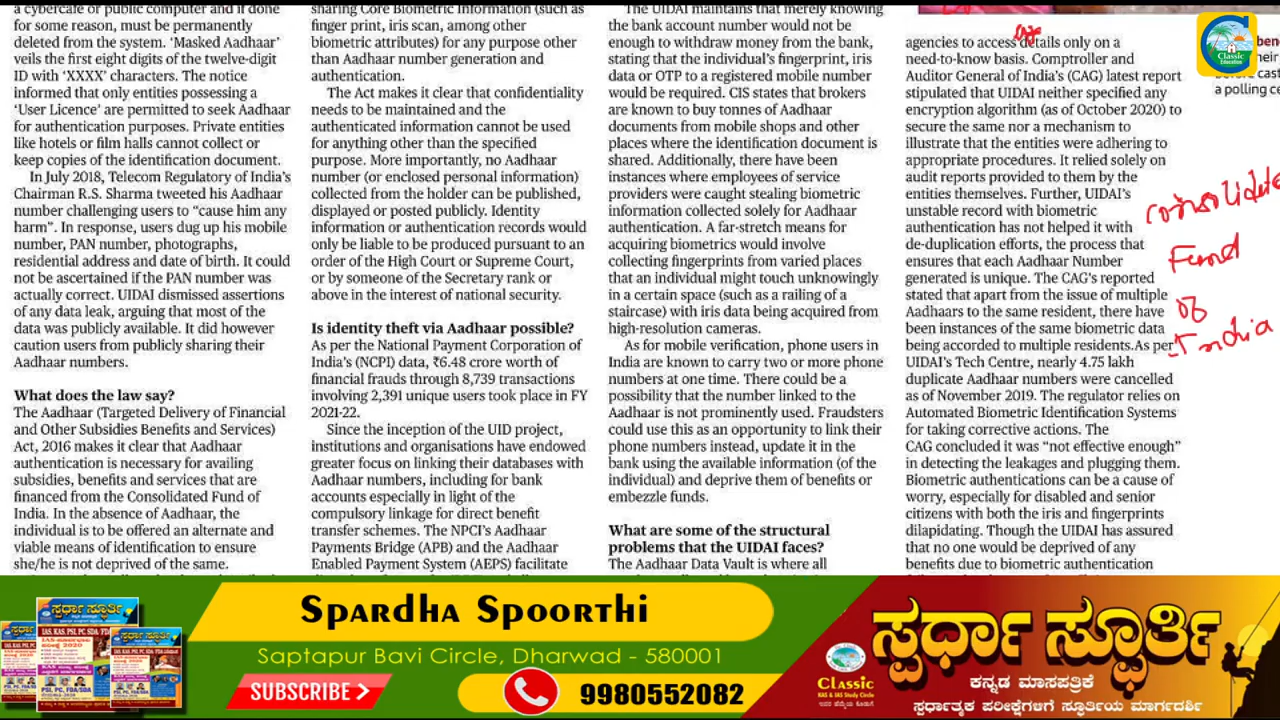 a cybercafe or public computer and if done
for some reason, must be permanently
deleted from the system. ‘Masked Aadhaar’
veils the first eight digits of the twelve-digit
ID with ‘XXXX’ characters. The notice
informed that only entities possessing a
‘User Licence’ are permitted to seek Aadhaar
for authentication purposes. Private entities
like hotels or film halls cannot collect or
keep copies of the identification document.
In July 2018, Telecom Regulatory of India’s
Chairman R.S. Sharma tweeted his Aadhaar
number challenging users to “cause him any
harm”. In response, users dug up his mobile
number, PAN number, photographs,
residential address and date of birth. It could
not be ascertained if the PAN number was
actually correct. UIDAI dismissed assertions
of any data leak, arguing that most of the
data was publicly available. It did however
caution users from publicly sharing their
Aadhaar numbers.
What does the law say?
The Aadhaar (Targeted Delivery of Financial
and Other Subsidies Benefits and Services)
Act, 2016 makes it clear that Aadhaar
authentication is necessary for availing
subsidies, benefits and services that are
financed from the Consolidated Fund of
India. In the absence of Aadhaar, the
individual is to be offered an alternate and
viable means of identification to ensure
she/he is not deprived of the same.
sharing Core Biometric Information (such as
finger print, iris scan, among other
biometric attributes) for any purpose other
than Aadhaar number generation and
authentication.
The Act makes it clear that confidentiality
needs to be maintained and the
authenticated information cannot be used
for anything other than the specified
purpose. More importantly, no Aadhaar
number (or enclosed personal information)
collected from the holder can be published,
displayed or posted publicly. Identity
information or authentication records would
only be liable to be produced pursuant to an
order of the High Court or Supreme Court,
or by someone of the Secretary rank or
above in the interest of national security.
Is identity theft via Aadhaar possible?
As per the National Payment Corporation of
India’s (NCPI) data, ₹6.48 crore worth of
financial frauds through 8,739 transactions
involving 2,391 unique users took place in FY
2021-22.
Since the inception of the UID project,
institutions and organisations have endowed
greater focus on linking their databases with
Aadhaar numbers, including for bank
accounts especially in light of the
compulsory linkage for direct benefit
transfer schemes. The NPCI’s Aadhaar
Payments Bridge (APB) and the Aadhaar
Enabled Payment System (AEPS) facilitate
The UIDAI maintains that merely knowing
the bank account number would not be
enough to withdraw money from the bank,
stating that the individual’s fingerprint, iris
data or OTP to a registered mobile number
would be required. CIS states that brokers
are known to buy tonnes of Aadhaar
documents from mobile shops and other
places where the identification document is
shared. Additionally, there have been
instances where employees of service
providers were caught stealing biometric
information collected solely for Aadhaar
authentication. A far-stretch means for
acquiring biometrics would involve
collecting fingerprints from varied places
that an individual might touch unknowingly
in a certain space (such as a railing of a
staircase) with iris data being acquired from
high-resolution cameras.
As for mobile verification, phone users in
India are known to carry two or more phone
numbers at one time. There could be a
possibility that the number linked to the
Aadhaar is not prominently used. Fraudsters
could use this as an opportunity to link their
phone numbers instead, update it in the
bank using the available information (of the
individual) and deprive them of benefits or
embezzle funds.
What are some of the structural
problems that the UIDAI faces?
The Aadhaar Data Vault is where all
agencies to access details only on a
need-to-know basis. Comptroller and
Auditor General of India’s (CAG) latest report
stipulated that UIDAI neither specified any
encryption algorithm (as of October 2020) to
secure the same nor a mechanism to
illustrate that the entities were adhering to
appropriate procedures. It relied solely on
audit reports provided to them by the
entities themselves. Further, UIDAI’s
unstable record with biometric
authentication has not helped it with
de-duplication efforts, the process that
ensures that each Aadhaar Number
generated is unique. The CAG’s reported
stated that apart from the issue of multiple
Aadhaars to the same resident, there have
been instances of the same biometric data
being accorded to multiple residents.As per
UIDAI’s Tech Centre, nearly 4.75 lakh
duplicate Aadhaar numbers were cancelled
as of November 2019. The regulator relies on
Automated Biometric Identification Systems
for taking corrective actions. The
CAG concluded it was “not effective enough”
in detecting the leakages and plugging them.
Biometric authentications can be a cause of
worry, especially for disabled and senior
citizens with both the iris and fingerprints
dilapidating. Though the UIDAI has assured
that no one would be deprived of any
benefits due to biometric authentication
a polling ce
Consolidate
Fund
of
India
Classic
Education
Spardha Spoorthi
Saptapur Bavi Circle, Dharwad - 580001
SUBSCRIBE
9980552082
ಸ್ಪರ್ಧಾ ಸ್ಫೂರ್ತಿ
Classic
IAS & KAS Study Circle
ಕನ್ನಡ ಮಾಸಪತ್ರಿಕೆ
ಸ್ಪರ್ಧಾತ್ಮಕ ಪರೀಕ್ಷೆಗಳಿಗೆ ಸ್ಫೂರ್ತಿಯ ಮಾರ್ಗದರ್ಶಿ